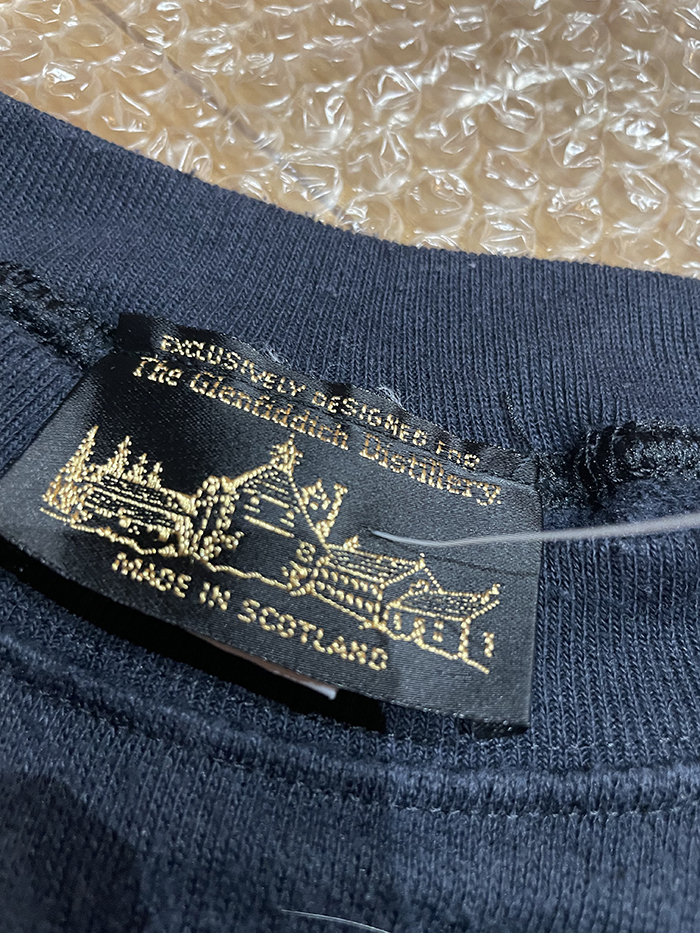 EXCLUSIVELY DESIGNED FOR
The Glenfiddich Distillery
MADE IN SCOTLAND